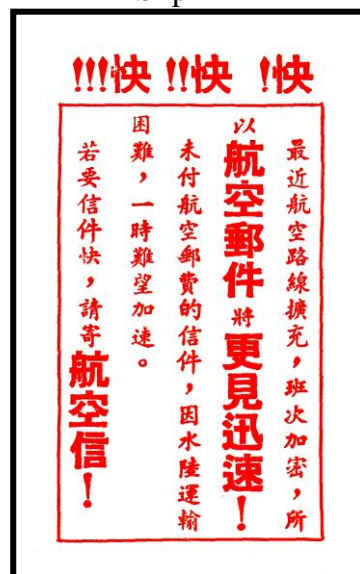 快！快！！快！！！
最近航空路線擴充，班次加密，所
以航空郵件將更見迅速！
未付航空郵費的信件，因水陸運輸
困難，一時難望加速。
若要信件快，請寄航空信！